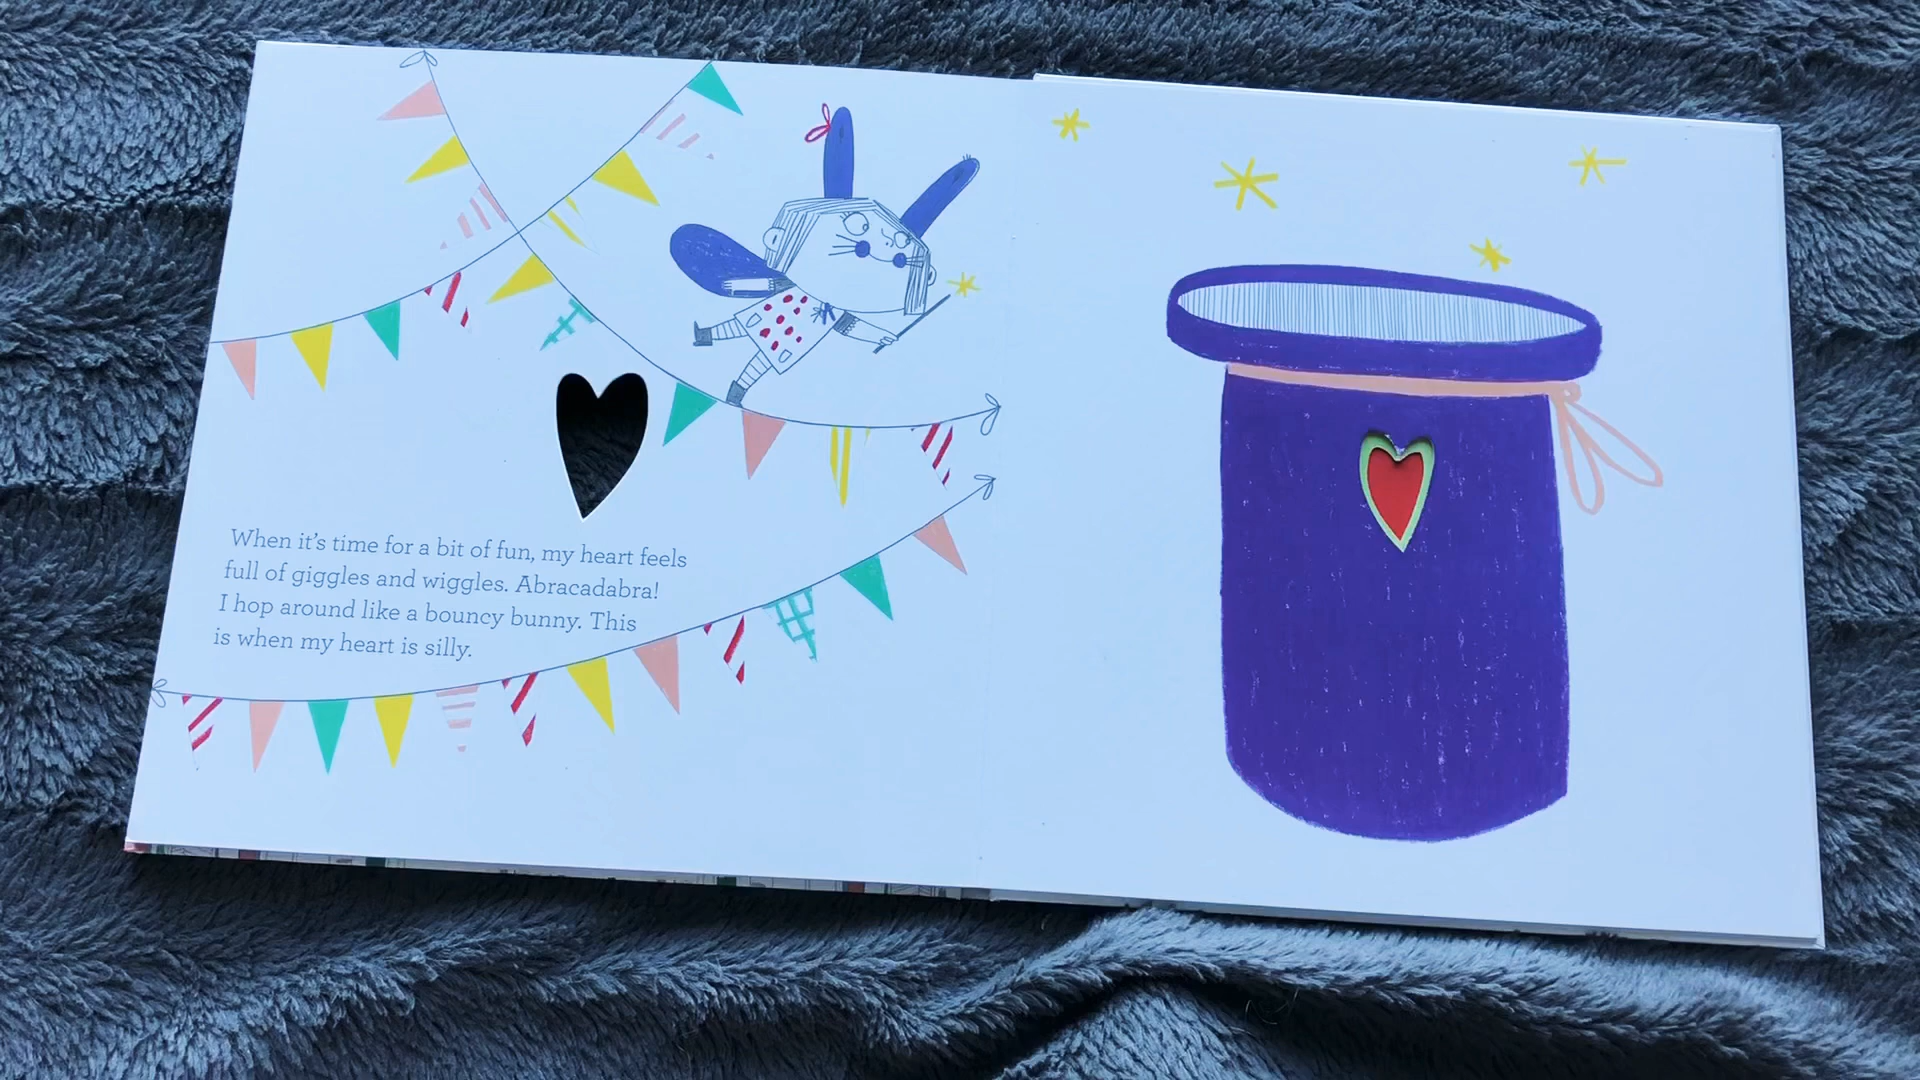 When it's time for a bit of fun, my heart feels
full of giggles and wiggles. Abracadabra!
I hop around like a bouncy bunny. This
is when my heart is silly.